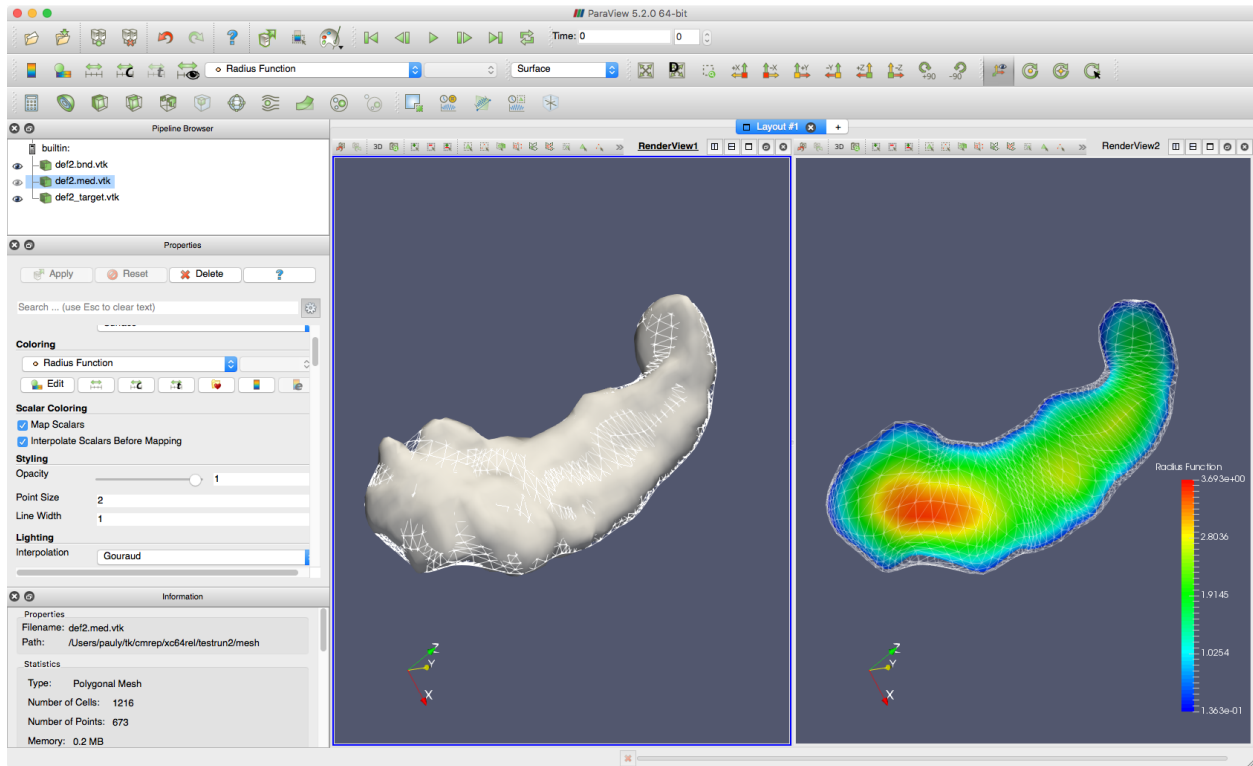 ParaView 5.2.0 64-bit
Time: 0
0
Radius Function
Surface
+X
-X
+Y
-Y
+Z
-Z
+90
-90
Pipeline Browser
Layout #1
+
builtin:
def2.bnd.vtk
def2.med.vtk
def2_target.vtk
3D
RenderView1
3D
RenderView2
Properties
Apply
Reset
Delete
?
Search ... (use Esc to clear text)
Coloring
Radius Function
Edit
Scalar Coloring
Map Scalars
Interpolate Scalars Before Mapping
Styling
Opacity
1
Point Size
2
Line Width
1
Lighting
Interpolation
Gouraud
Information
Properties
Filename: def2.med.vtk
Path: /Users/pauly/tk/cmrep/xc64rel/testrun2/mesh
Statistics
Type: Polygonal Mesh
Number of Cells: 1216
Number of Points: 673
Memory: 0.2 MB
Z
Y
X
Z
Y
X
Radius Function
3.693e+00
2.8036
1.9145
1.0254
1.363e-01